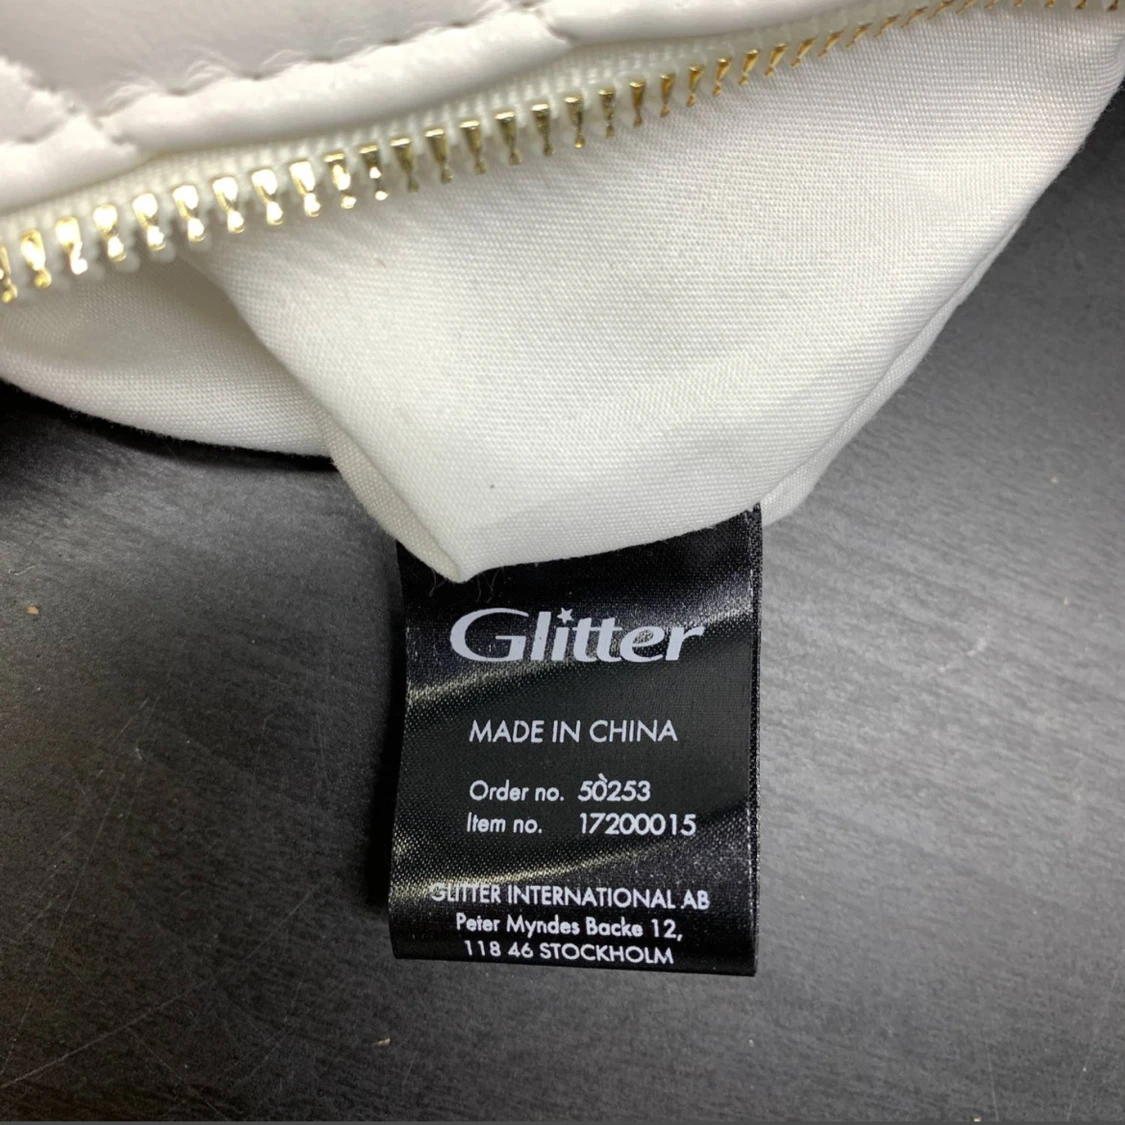 Glitter
MADE IN CHINA
Order no. 50253
Item no. 17200015
GLITTER INTERNATIONAL AB
Peter Myndes Backe 12,
118 46 STOCKHOLM